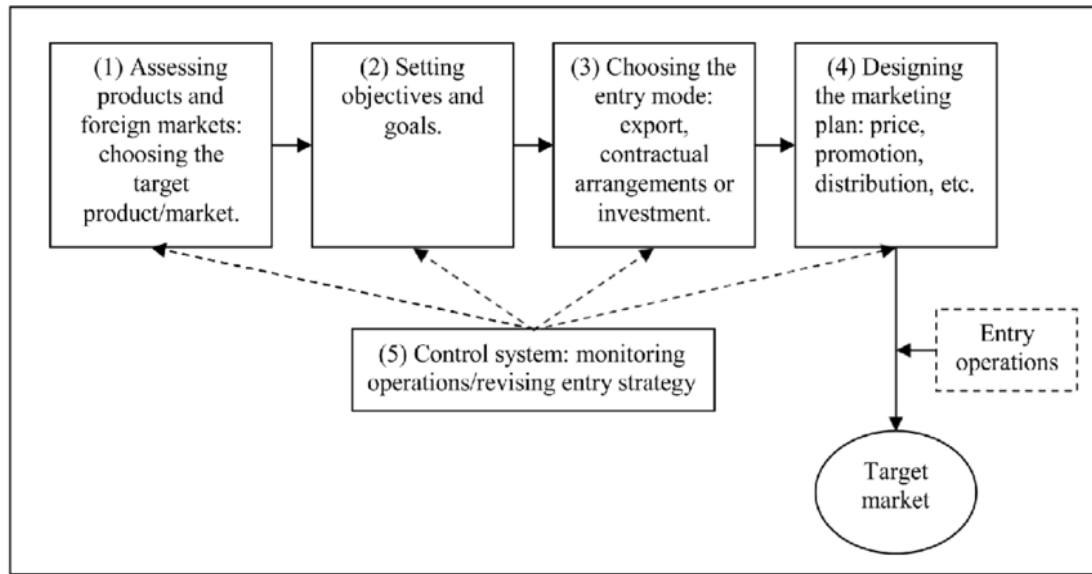 (1) Assessing
products and
foreign markets:
choosing the
target
product/market.
(2) Setting
objectives and
goals.
(3) Choosing the
entry mode:
export,
contractual
arrangements or
investment.
(4) Designing
the marketing
plan: price,
promotion,
distribution, etc.
(5) Control system: monitoring
operations/revising entry strategy
Entry
operations
Target
market